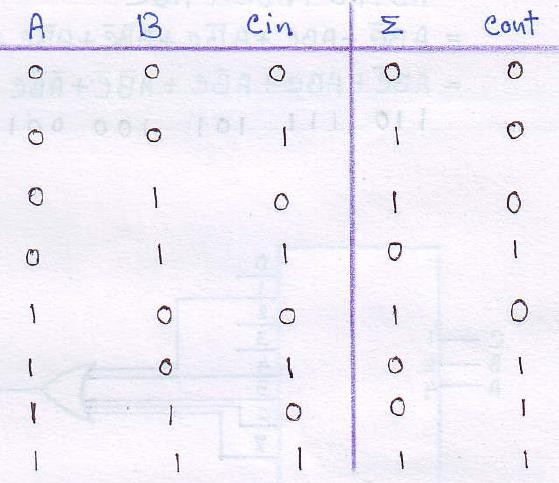 A B Cin Σ Cout
0 0 0 0 0
0 0 1 1 0
0 1 0 1 0
0 1 1 0 1
1 0 0 1 0
1 0 1 0 1
1 1 0 0 1
1 1 1 1 1